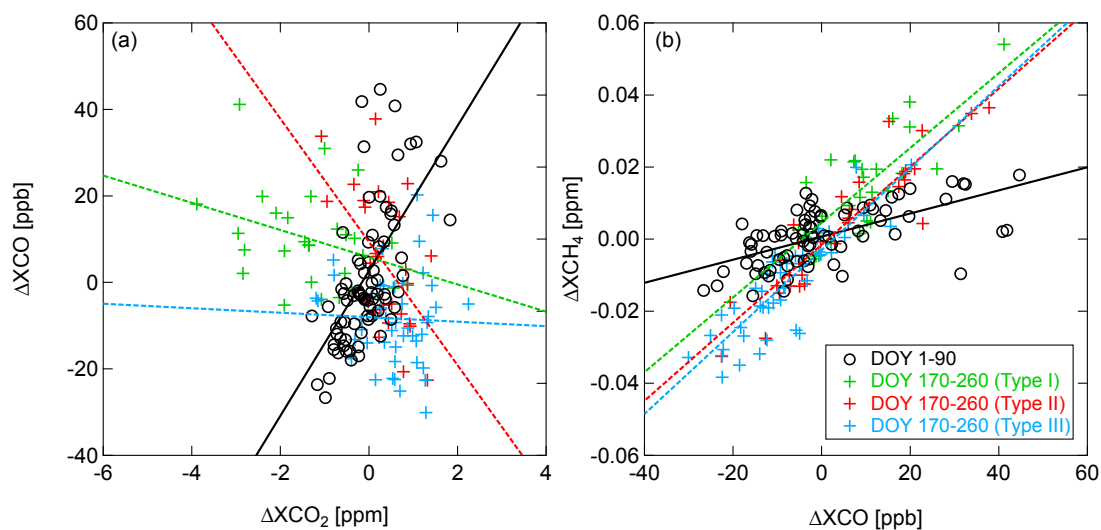 (a)
60
40
20
0
-20
-40
-6
-4
-2
0
2
4
ΔXCO [ppb]
ΔXCO₂ [ppm]
(b)
0.06
0.04
0.02
0.00
-0.02
-0.04
-0.06
-40
-20
0
20
40
60
ΔXCH₄ [ppm]
ΔXCO [ppb]
DOY 1-90
DOY 170-260 (Type I)
DOY 170-260 (Type II)
DOY 170-260 (Type III)